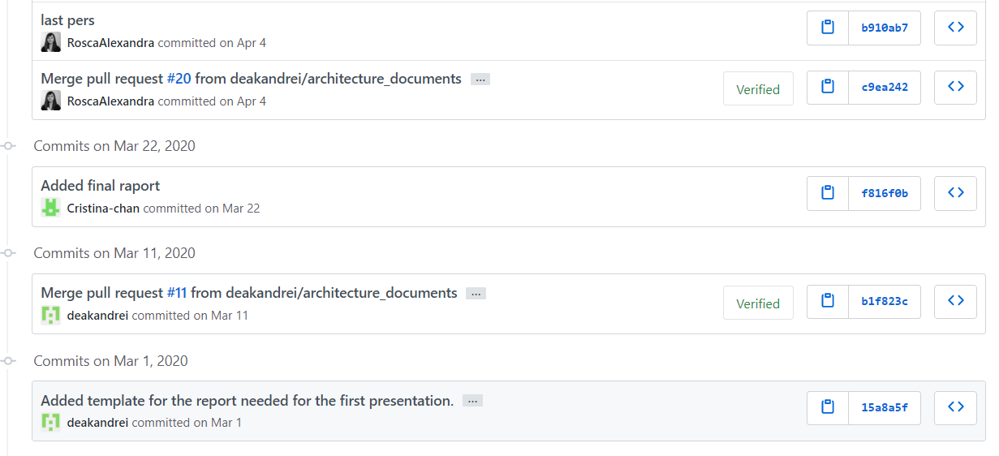 last pers
b910ab7
RoscaAlexandra committed on Apr 4
Merge pull request #20 from deakandrei/architecture_documents ...
Verified
c9ea242
RoscaAlexandra committed on Apr 4
Commits on Mar 22, 2020
Added final raport
f816f0b
Cristina-chan committed on Mar 22
Commits on Mar 11, 2020
Merge pull request #11 from deakandrei/architecture_documents ...
Verified
b1f823c
deakandrei committed on Mar 11
Commits on Mar 1, 2020
Added template for the report needed for the first presentation. ...
15a8a5f
deakandrei committed on Mar 1